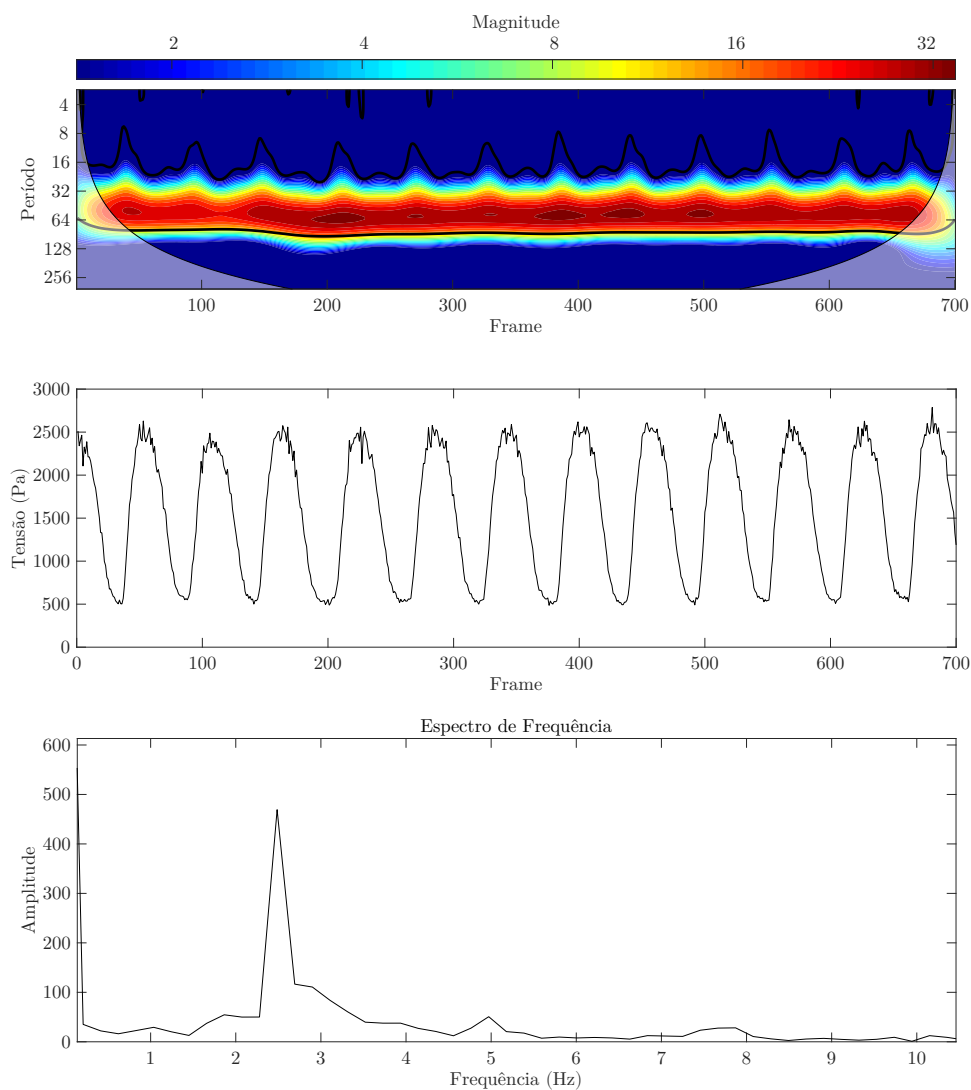 Magnitude
2 4 8 16 32
4
8
16
32
64
128
256
Período
100 200 300 400 500 600 700
Frame
3000
2500
2000
1500
1000
500
0
Tensão (Pa)
0 100 200 300 400 500 600 700
Frame
Espectro de Frequência
600
500
400
300
200
100
0
Amplitude
1 2 3 4 5 6 7 8 9 10
Frequência (Hz)